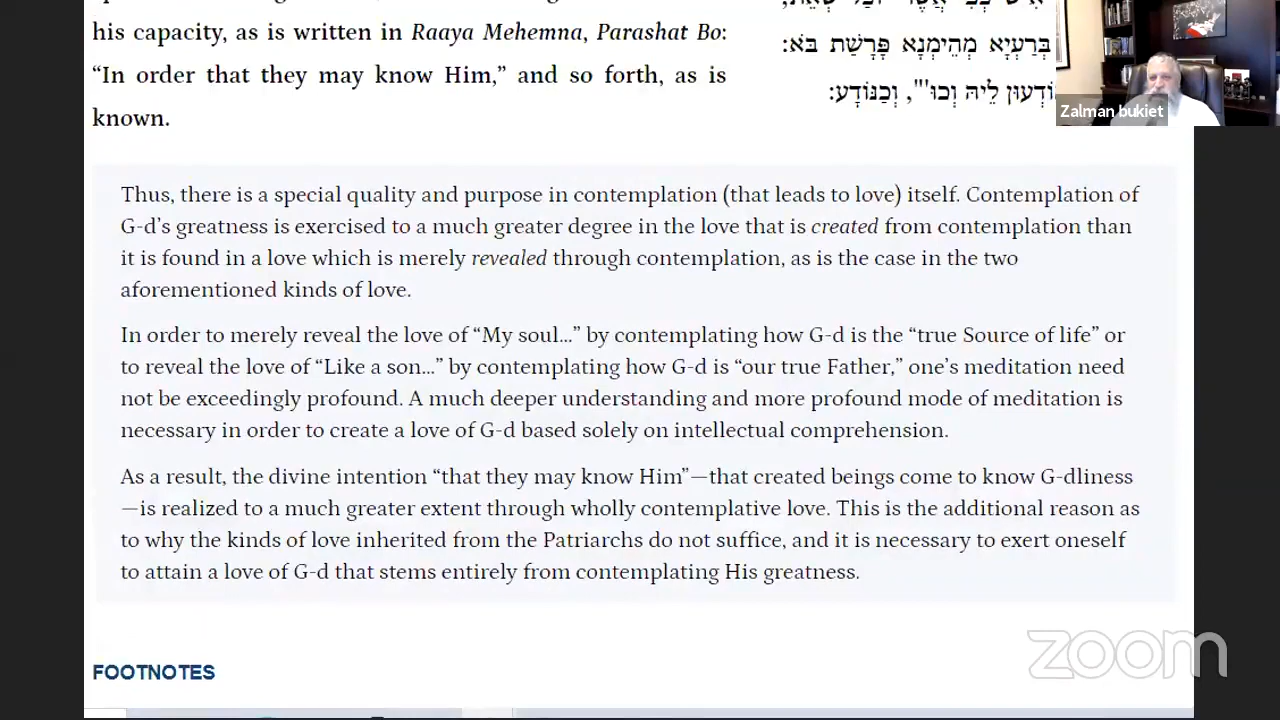 his capacity, as is written in Raaya Mehemna, Parashat Bo:
“In order that they may know Him,” and so forth, as is
known.
בְּרַעְיָא מְהֵימְנָא פָּרָשַׁת בֹּא:
לֵיהּ וְכוּ'", וְכַנּוֹדָע:
Zalman bukiet
Thus, there is a special quality and purpose in contemplation (that leads to love) itself. Contemplation of
G-d’s greatness is exercised to a much greater degree in the love that is created from contemplation than
it is found in a love which is merely revealed through contemplation, as is the case in the two
aforementioned kinds of love.
In order to merely reveal the love of “My soul...” by contemplating how G-d is the “true Source of life” or
to reveal the love of “Like a son...” by contemplating how G-d is “our true Father,” one’s meditation need
not be exceedingly profound. A much deeper understanding and more profound mode of meditation is
necessary in order to create a love of G-d based solely on intellectual comprehension.
As a result, the divine intention “that they may know Him”—that created beings come to know G-dliness
—is realized to a much greater extent through wholly contemplative love. This is the additional reason as
to why the kinds of love inherited from the Patriarchs do not suffice, and it is necessary to exert oneself
to attain a love of G-d that stems entirely from contemplating His greatness.
zoom
FOOTNOTES